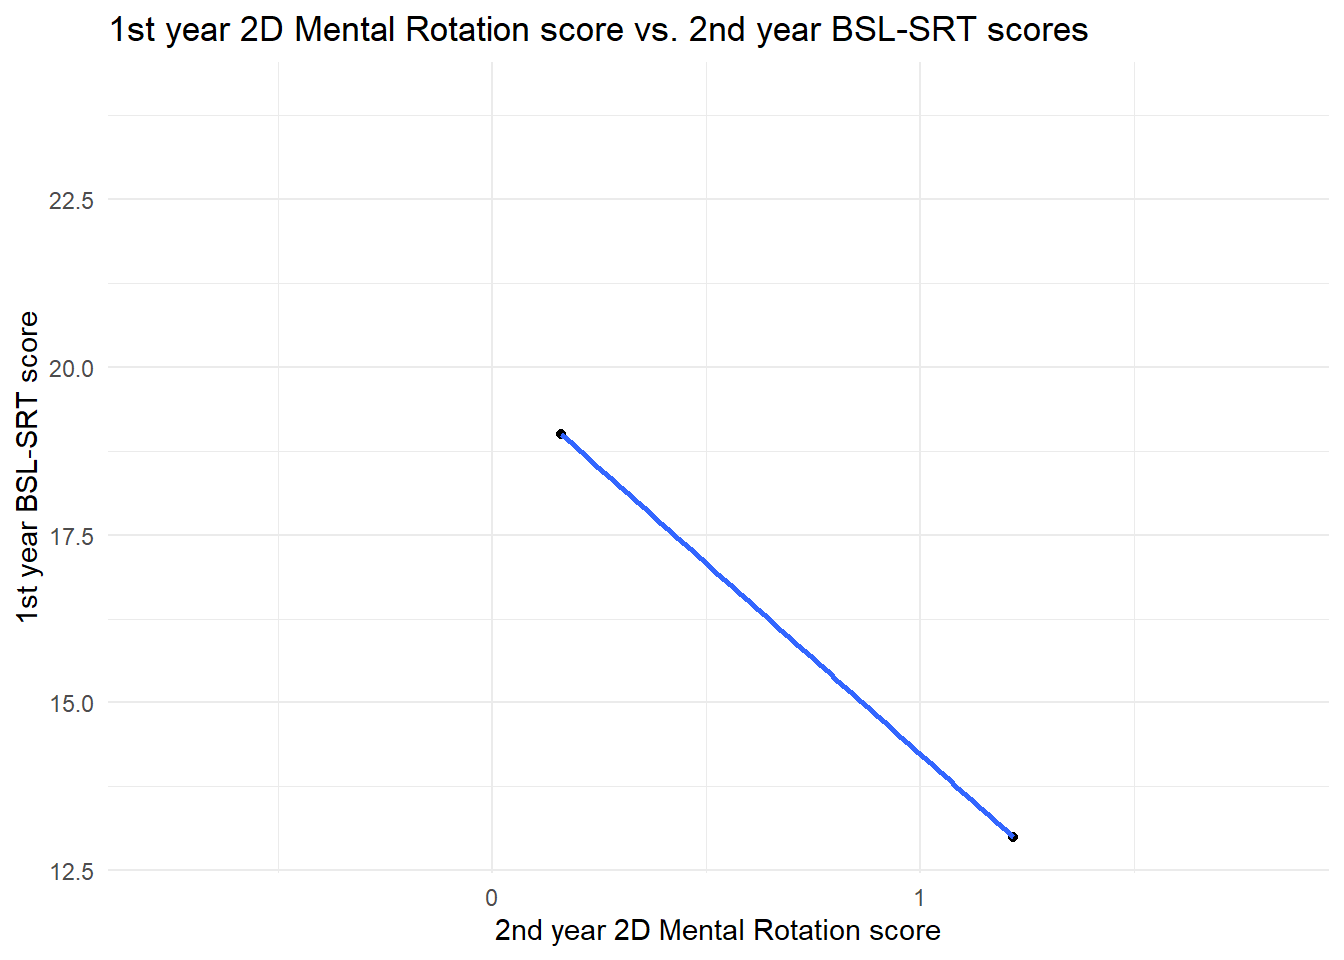 1st year 2D Mental Rotation score vs. 2nd year BSL-SRT scores
1st year BSL-SRT score
22.5
20.0
17.5
15.0
12.5
0 1
2nd year 2D Mental Rotation score